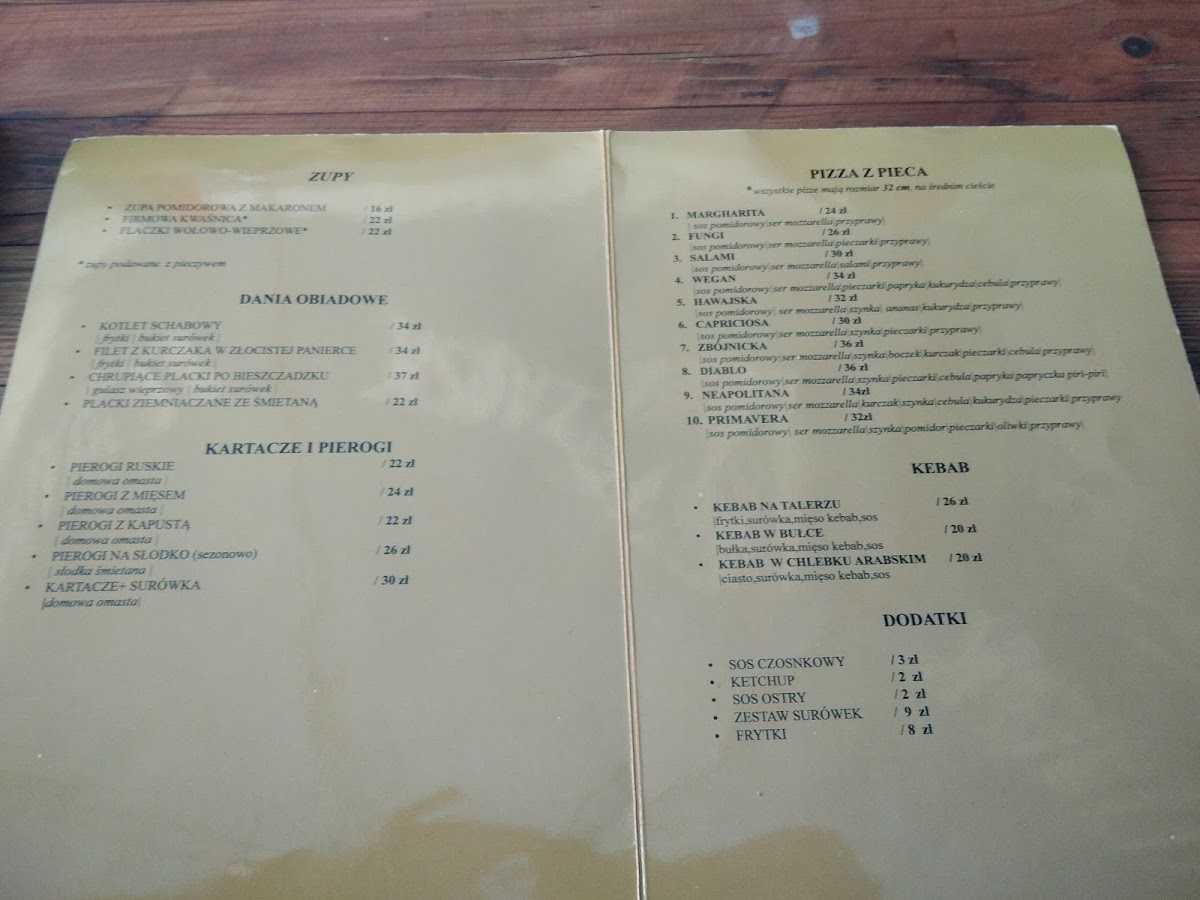 ZUPY
• ZUPA POMIDOROWA Z MAKARONEM / 16 zł
• FIRMOWA KWAŚNICA* / 22 zł
• FLACZKI WOŁOWO-WIEPRZOWE* / 22 zł
* zupy podawane z pieczywem
DANIA OBIADOWE
• KOTLET SCHABOWY / 34 zł
| frytki | bukiet surówek |
• FILET Z KURCZAKA W ZŁOCISTEJ PANIERCE / 34 zł
| frytki | bukiet surówek |
• CHRUPIĄCE PLACKI PO BIESZCZADZKU / 37 zł
| gulasz wieprzowy | bukiet surówek |
• PLACKI ZIEMNIACZANE ZE ŚMIETANĄ / 22 zł
KARTACZE I PIEROGI
• PIEROGI RUSKIE / 22 zł
| domowa omasta |
• PIEROGI Z MIĘSEM / 24 zł
| domowa omasta |
• PIEROGI Z KAPUSTĄ / 22 zł
| domowa omasta |
• PIEROGI NA SŁODKO (sezonowo) / 26 zł
| słodka śmietana |
• KARTACZE+ SURÓWKA / 30 zł
|domowa omasta|
PIZZA Z PIECA
*wszystkie pizze mają rozmiar 32 cm, na średnim cieście
1. MARGHARITA / 24 zł
| sos pomidorowy|ser mozzarella|przyprawy|
2. FUNGI / 26 zł
|sos pomidorowy|ser mozzarella|pieczarki|przyprawy|
3. SALAMI / 30 zł
|sos pomidorowy|ser mozzarella|salami|przyprawy|
4. WEGAN / 34 zł
|sos pomidorowy|ser mozzarella|pieczarki|papryka|kukurydza|cebula|przyprawy|
5. HAWAJSKA / 32 zł
|sos pomidorowy| ser mozzarella|szynka| ananas|kukurydza|przyprawy|
6. CAPRICIOSA / 30 zł
|sos pomidorowy|ser mozzarella|szynka|pieczarki|przyprawy|
7. ZBÓJNICKA / 36 zł
|sos pomidorowy|ser mozzarella|szynka|boczek|kurczak|pieczarki|cebula|przyprawy|
8. DIABLO / 36 zł
|sos pomidorowy|ser mozzarella|szynka|pieczarki|cebula|papryka|papryczka piri-piri|
9. NEAPOLITANA / 34zł
|sos pomidorowy|ser mozzarella|kurczak|szynka|cebula|kukurydza|pieczarki|przyprawy
10. PRIMAVERA / 32zł
|sos pomidorowy| ser mozzarella|szynka|pomidor|pieczarki|oliwki|przyprawy|
KEBAB
• KEBAB NA TALERZU / 26 zł
|frytki,surówka,mięso kebab,sos
• KEBAB W BUŁCE / 20 zł
|bułka,surówka,mięso kebab,sos
• KEBAB W CHLEBKU ARABSKIM / 20 zł
|ciasto,surówka,mięso kebab,sos
DODATKI
• SOS CZOSNKOWY / 3 zł
• KETCHUP / 2 zł
• SOS OSTRY / 2 zł
• ZESTAW SURÓWEK / 9 zł
• FRYTKI / 8 zł